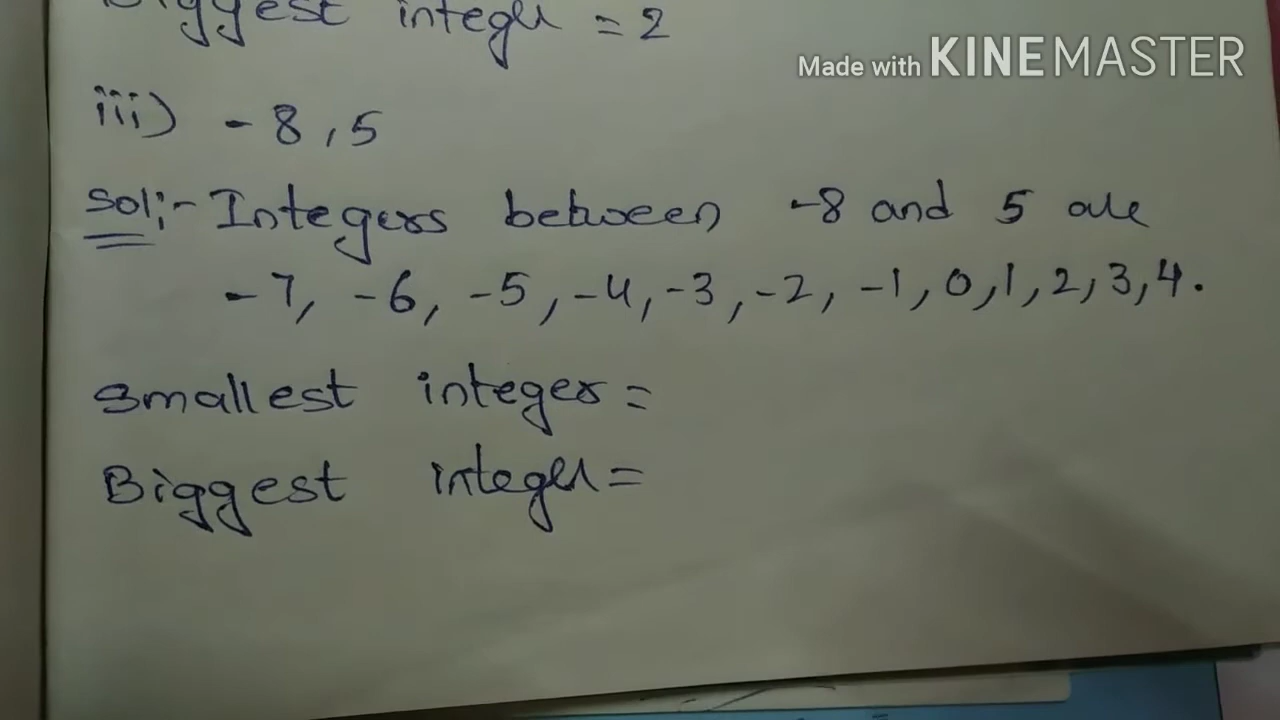 Biggest integer = 2
Made with KINEMASTER
iii) -8, 5
Sol:- Integers between -8 and 5 are
-7, -6, -5, -4, -3, -2, -1, 0, 1, 2, 3, 4.
Smallest integer =
Biggest integer =